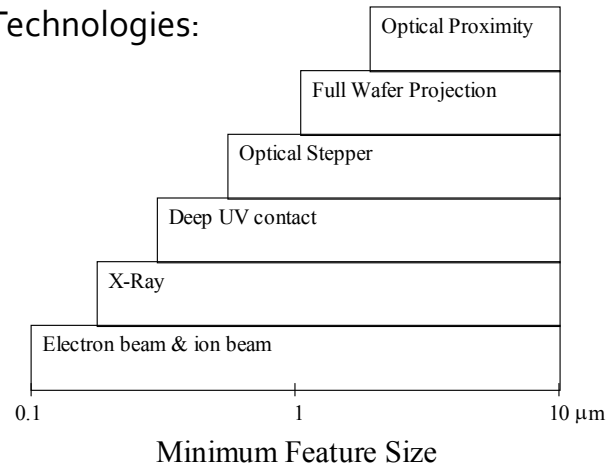 Technologies:
Optical Proximity
Full Wafer Projection
Optical Stepper
Deep UV contact
X-Ray
Electron beam & ion beam
0.1 1 10 μm
Minimum Feature Size